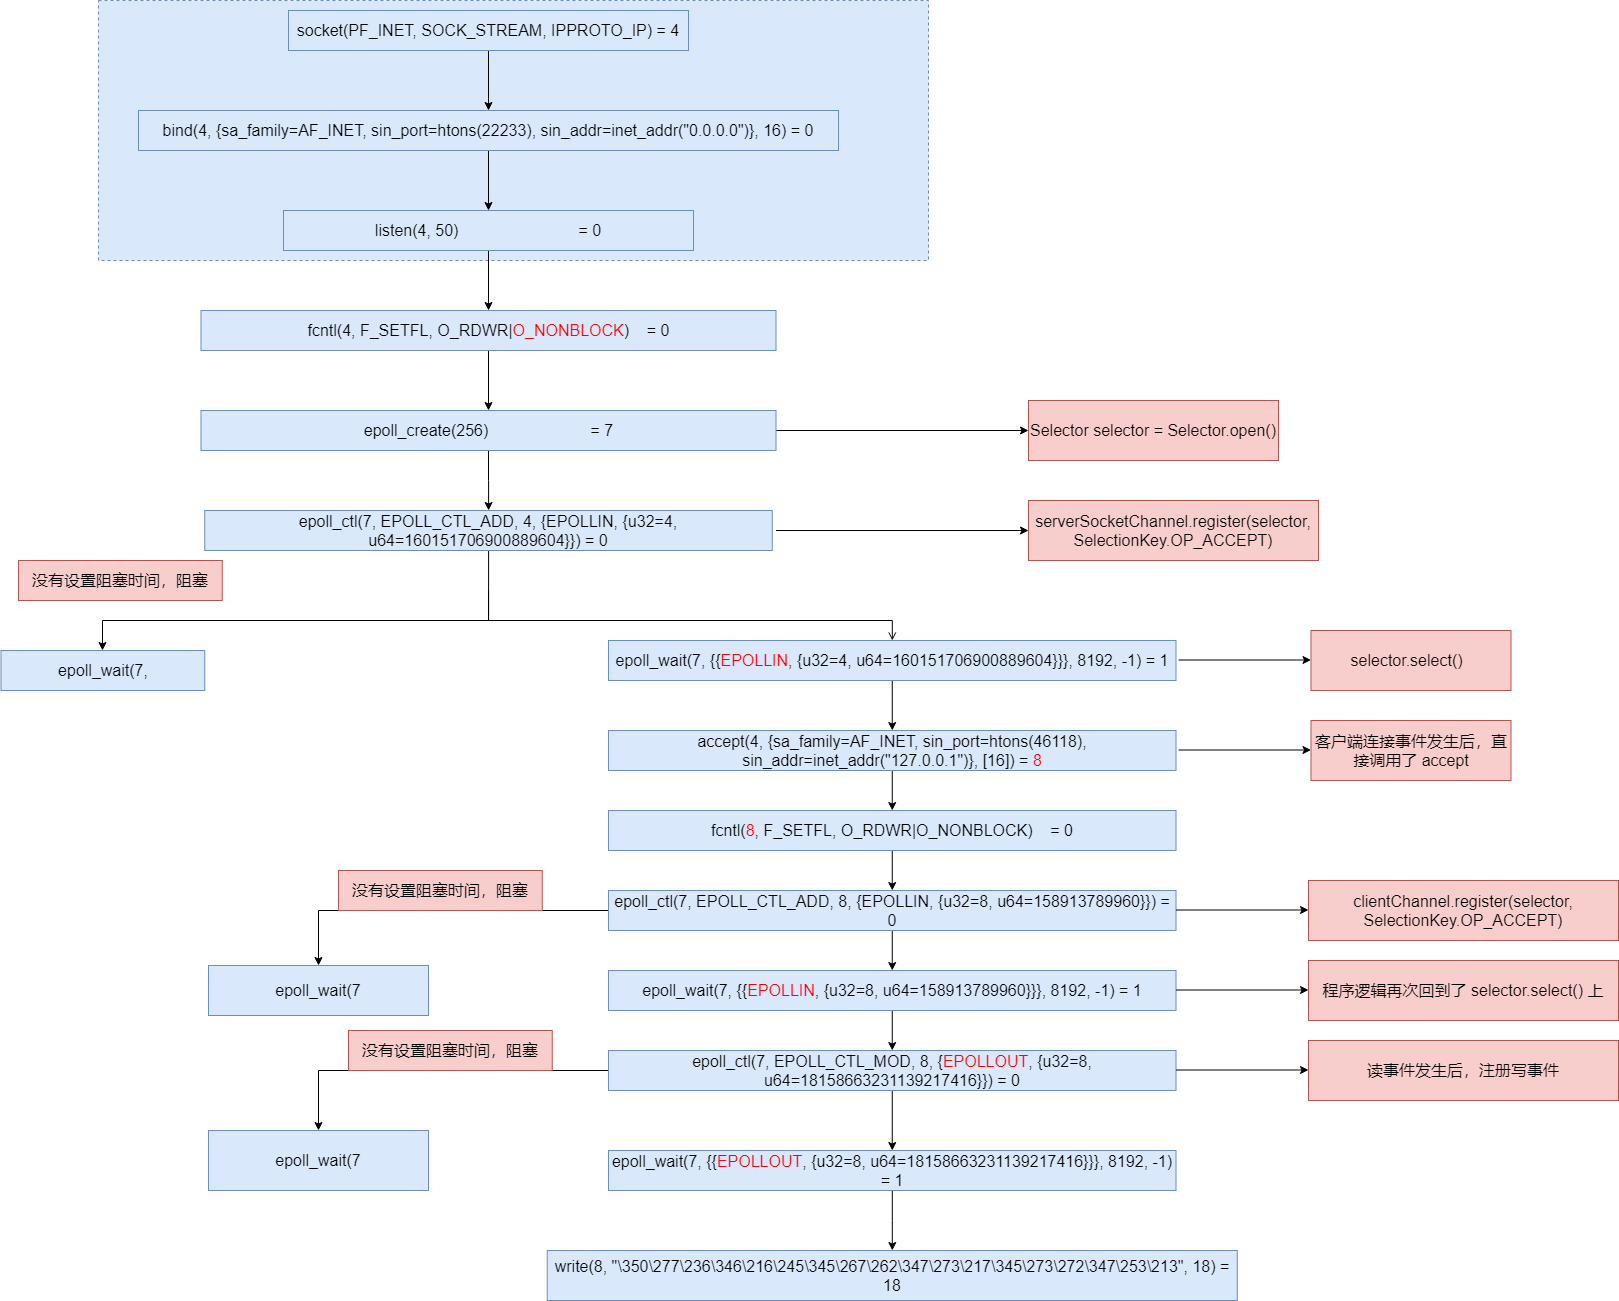 socket(PF_INET, SOCK_STREAM, IPPROTO_IP) = 4
bind(4, {sa_family=AF_INET, sin_port=htons(22233), sin_addr=inet_addr("0.0.0.0")}, 16) = 0
listen(4, 50) = 0
fcntl(4, F_SETFL, O_RDWR|O_NONBLOCK) = 0
epoll_create(256) = 7
Selector selector = Selector.open()
epoll_ctl(7, EPOLL_CTL_ADD, 4, {EPOLLIN, {u32=4,
u64=160151706900889604}}) = 0
serverSocketChannel.register(selector,
SelectionKey.OP_ACCEPT)
没有设置阻塞时间，阻塞
epoll_wait(7,
epoll_wait(7, {{EPOLLIN, {u32=4, u64=160151706900889604}}}, 8192, -1) = 1
selector.select()
accept(4, {sa_family=AF_INET, sin_port=htons(46118),
sin_addr=inet_addr("127.0.0.1")}, [16]) = 8
客户端连接事件发生后，直
接调用了 accept
fcntl(8, F_SETFL, O_RDWR|O_NONBLOCK) = 0
没有设置阻塞时间，阻塞
epoll_ctl(7, EPOLL_CTL_ADD, 8, {EPOLLIN, {u32=8, u64=158913789960}}) =
0
clientChannel.register(selector,
SelectionKey.OP_ACCEPT)
epoll_wait(7
epoll_wait(7, {{EPOLLIN, {u32=8, u64=158913789960}}}, 8192, -1) = 1
程序逻辑再次回到了 selector.select() 上
没有设置阻塞时间，阻塞
epoll_ctl(7, EPOLL_CTL_MOD, 8, {EPOLLOUT, {u32=8,
u64=18158663231139217416}}) = 0
读事件发生后，注册写事件
epoll_wait(7
epoll_wait(7, {{EPOLLOUT, {u32=8, u64=18158663231139217416}}}, 8192, -1)
= 1
write(8, "\350\277\236\346\216\245\345\267\262\347\273\217\345\273\272\347\253\213", 18) =
18